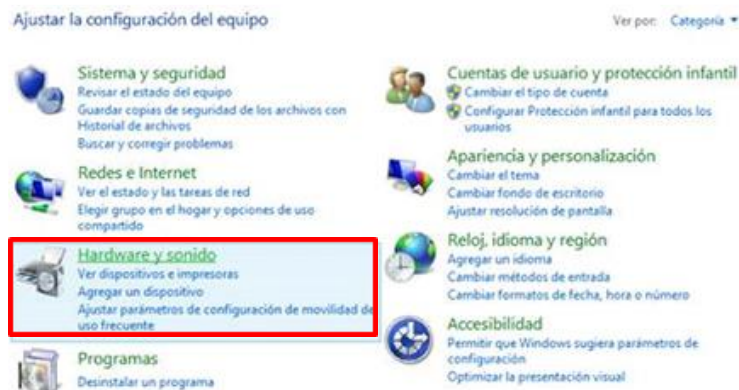 Ajustar la configuración del equipo
Ver por: Categoría
Sistema y seguridad
Revisar el estado del equipo
Guardar copias de seguridad de los archivos con
Historial de archivos
Buscar y corregir problemas
Redes e Internet
Ver el estado y las tareas de red
Elegir grupo en el hogar y opciones de uso
compartido
Hardware y sonido
Ver dispositivos e impresoras
Agregar un dispositivo
Ajustar parámetros de configuración de movilidad de
uso frecuente
Programas
Desinstalar un programa
Cuentas de usuario y protección infantil
Cambiar el tipo de cuenta
Configurar Protección infantil para todos los
usuarios
Apariencia y personalización
Cambiar el tema
Cambiar fondo de escritorio
Ajustar resolución de pantalla
Reloj, idioma y región
Agregar un idioma
Cambiar métodos de entrada
Cambiar formatos de fecha, hora o número
Accesibilidad
Permitir que Windows sugiera parámetros de
configuración
Optimizar la presentación visual